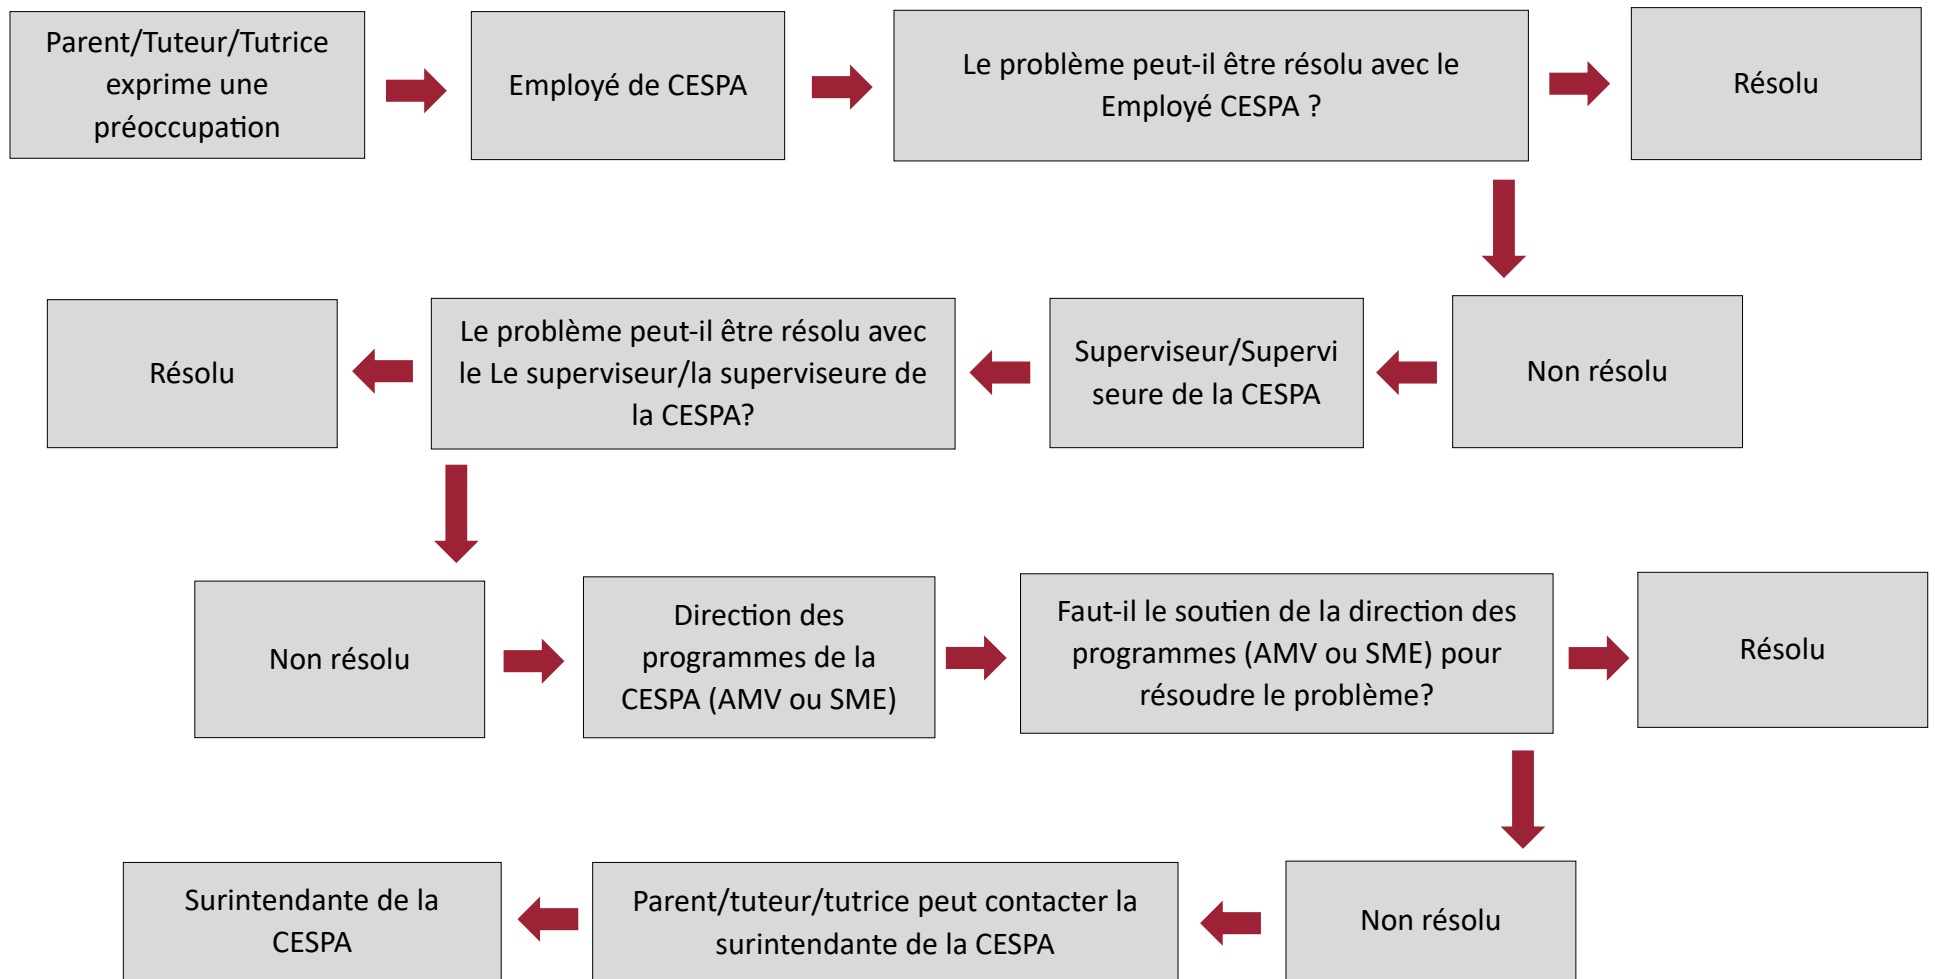 Parent/Tuteur/Tutrice
exprime une
préoccupation
Employé de CESPA
Le problème peut-il être résolu avec le
Employé CESPA ?
Résolu
Non résolu
Superviseur/Supervi
seure de la CESPA
Le problème peut-il être résolu avec
le Le superviseur/la superviseure de
la CESPA?
Résolu
Non résolu
Direction des
programmes de la
CESPA (AMV ou SME)
Faut-il le soutien de la direction des
programmes (AMV ou SME) pour
résoudre le problème?
Résolu
Non résolu
Parent/tuteur/tutrice peut contacter la
surintendante de la CESPA
Surintendante de la
CESPA